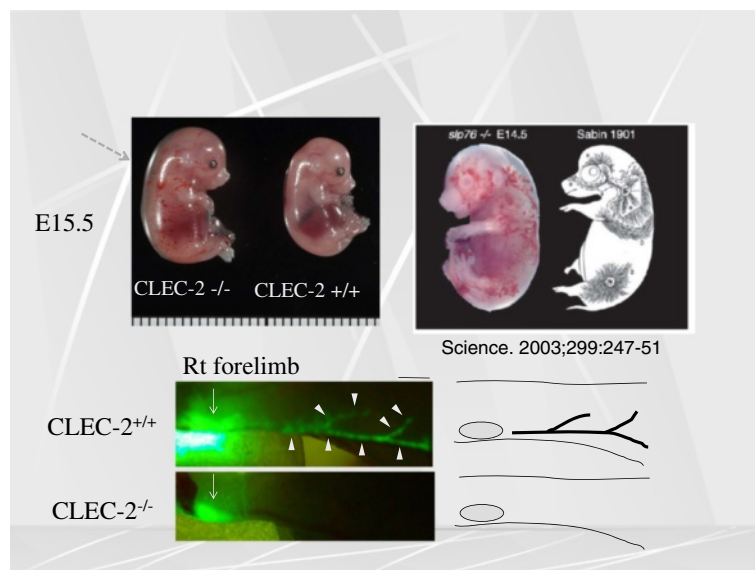 slp76 -/- E14.5 Sabin 1901
E15.5
CLEC-2 -/- CLEC-2 +/+
Science. 2003;299:247-51
Rt forelimb
CLEC-2+/+
CLEC-2-/-